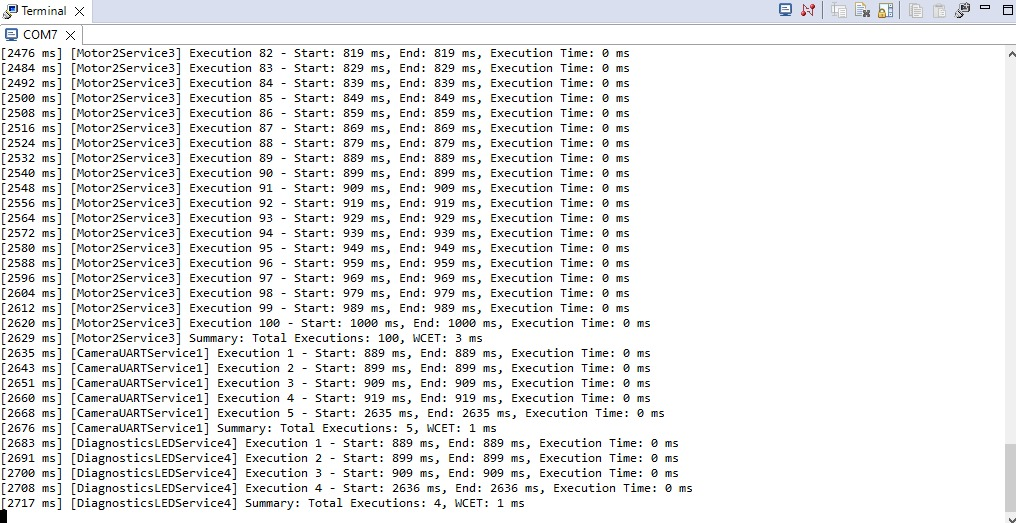 Terminal
COM7
[2476 ms] [Motor2Service3] Execution 82 - Start: 819 ms, End: 819 ms, Execution Time: 0 ms
[2484 ms] [Motor2Service3] Execution 83 - Start: 829 ms, End: 829 ms, Execution Time: 0 ms
[2492 ms] [Motor2Service3] Execution 84 - Start: 839 ms, End: 839 ms, Execution Time: 0 ms
[2500 ms] [Motor2Service3] Execution 85 - Start: 849 ms, End: 849 ms, Execution Time: 0 ms
[2508 ms] [Motor2Service3] Execution 86 - Start: 859 ms, End: 859 ms, Execution Time: 0 ms
[2516 ms] [Motor2Service3] Execution 87 - Start: 869 ms, End: 869 ms, Execution Time: 0 ms
[2524 ms] [Motor2Service3] Execution 88 - Start: 879 ms, End: 879 ms, Execution Time: 0 ms
[2532 ms] [Motor2Service3] Execution 89 - Start: 889 ms, End: 889 ms, Execution Time: 0 ms
[2540 ms] [Motor2Service3] Execution 90 - Start: 899 ms, End: 899 ms, Execution Time: 0 ms
[2548 ms] [Motor2Service3] Execution 91 - Start: 909 ms, End: 909 ms, Execution Time: 0 ms
[2556 ms] [Motor2Service3] Execution 92 - Start: 919 ms, End: 919 ms, Execution Time: 0 ms
[2564 ms] [Motor2Service3] Execution 93 - Start: 929 ms, End: 929 ms, Execution Time: 0 ms
[2572 ms] [Motor2Service3] Execution 94 - Start: 939 ms, End: 939 ms, Execution Time: 0 ms
[2580 ms] [Motor2Service3] Execution 95 - Start: 949 ms, End: 949 ms, Execution Time: 0 ms
[2588 ms] [Motor2Service3] Execution 96 - Start: 959 ms, End: 959 ms, Execution Time: 0 ms
[2596 ms] [Motor2Service3] Execution 97 - Start: 969 ms, End: 969 ms, Execution Time: 0 ms
[2604 ms] [Motor2Service3] Execution 98 - Start: 979 ms, End: 979 ms, Execution Time: 0 ms
[2612 ms] [Motor2Service3] Execution 99 - Start: 989 ms, End: 989 ms, Execution Time: 0 ms
[2620 ms] [Motor2Service3] Execution 100 - Start: 1000 ms, End: 1000 ms, Execution Time: 0 ms
[2629 ms] [Motor2Service3] Summary: Total Executions: 100, WCET: 3 ms
[2635 ms] [CameraUARTService1] Execution 1 - Start: 889 ms, End: 889 ms, Execution Time: 0 ms
[2643 ms] [CameraUARTService1] Execution 2 - Start: 899 ms, End: 899 ms, Execution Time: 0 ms
[2651 ms] [CameraUARTService1] Execution 3 - Start: 909 ms, End: 909 ms, Execution Time: 0 ms
[2660 ms] [CameraUARTService1] Execution 4 - Start: 919 ms, End: 919 ms, Execution Time: 0 ms
[2668 ms] [CameraUARTService1] Execution 5 - Start: 2635 ms, End: 2635 ms, Execution Time: 0 ms
[2676 ms] [CameraUARTService1] Summary: Total Executions: 5, WCET: 1 ms
[2683 ms] [DiagnosticsLEDService4] Execution 1 - Start: 889 ms, End: 889 ms, Execution Time: 0 ms
[2691 ms] [DiagnosticsLEDService4] Execution 2 - Start: 899 ms, End: 899 ms, Execution Time: 0 ms
[2700 ms] [DiagnosticsLEDService4] Execution 3 - Start: 909 ms, End: 909 ms, Execution Time: 0 ms
[2708 ms] [DiagnosticsLEDService4] Execution 4 - Start: 2636 ms, End: 2636 ms, Execution Time: 0 ms
[2717 ms] [DiagnosticsLEDService4] Summary: Total Executions: 4, WCET: 1 ms